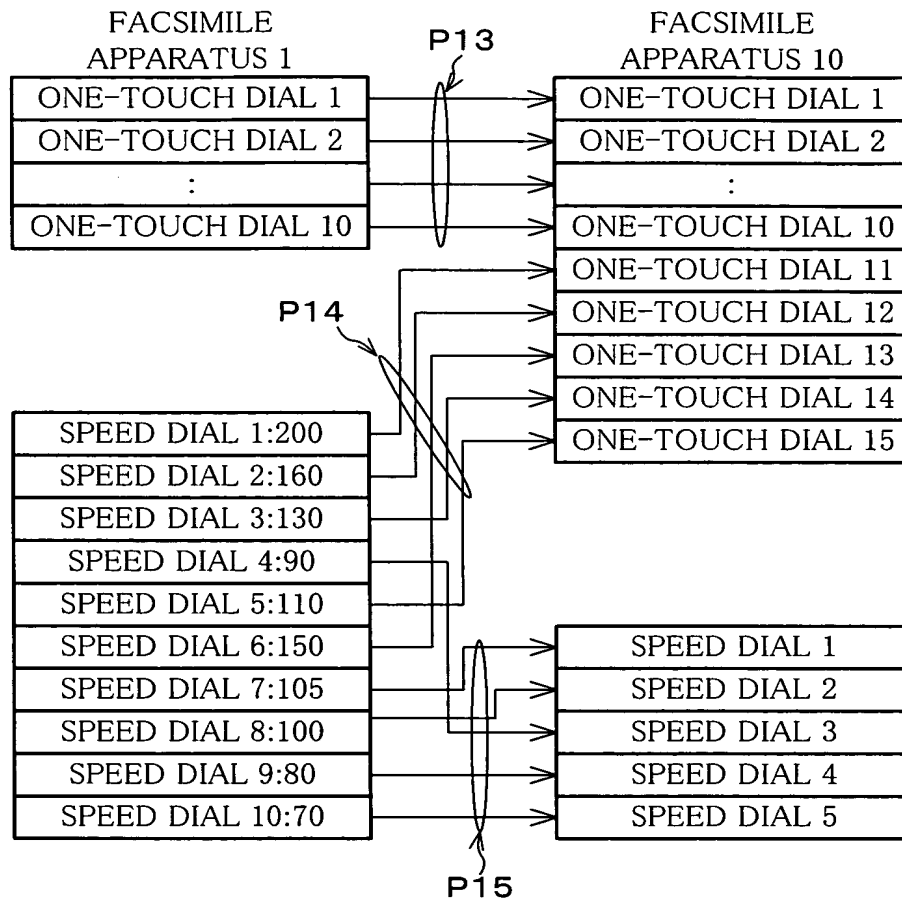 FACSIMILE
APPARATUS 1
ONE-TOUCH DIAL 1
ONE-TOUCH DIAL 2
:
ONE-TOUCH DIAL 10
SPEED DIAL 1:200
SPEED DIAL 2:160
SPEED DIAL 3:130
SPEED DIAL 4:90
SPEED DIAL 5:110
SPEED DIAL 6:150
SPEED DIAL 7:105
SPEED DIAL 8:100
SPEED DIAL 9:80
SPEED DIAL 10:70
P13
P14
P15
FACSIMILE
APPARATUS 10
ONE-TOUCH DIAL 1
ONE-TOUCH DIAL 2
:
ONE-TOUCH DIAL 10
ONE-TOUCH DIAL 11
ONE-TOUCH DIAL 12
ONE-TOUCH DIAL 13
ONE-TOUCH DIAL 14
ONE-TOUCH DIAL 15
SPEED DIAL 1
SPEED DIAL 2
SPEED DIAL 3
SPEED DIAL 4
SPEED DIAL 5